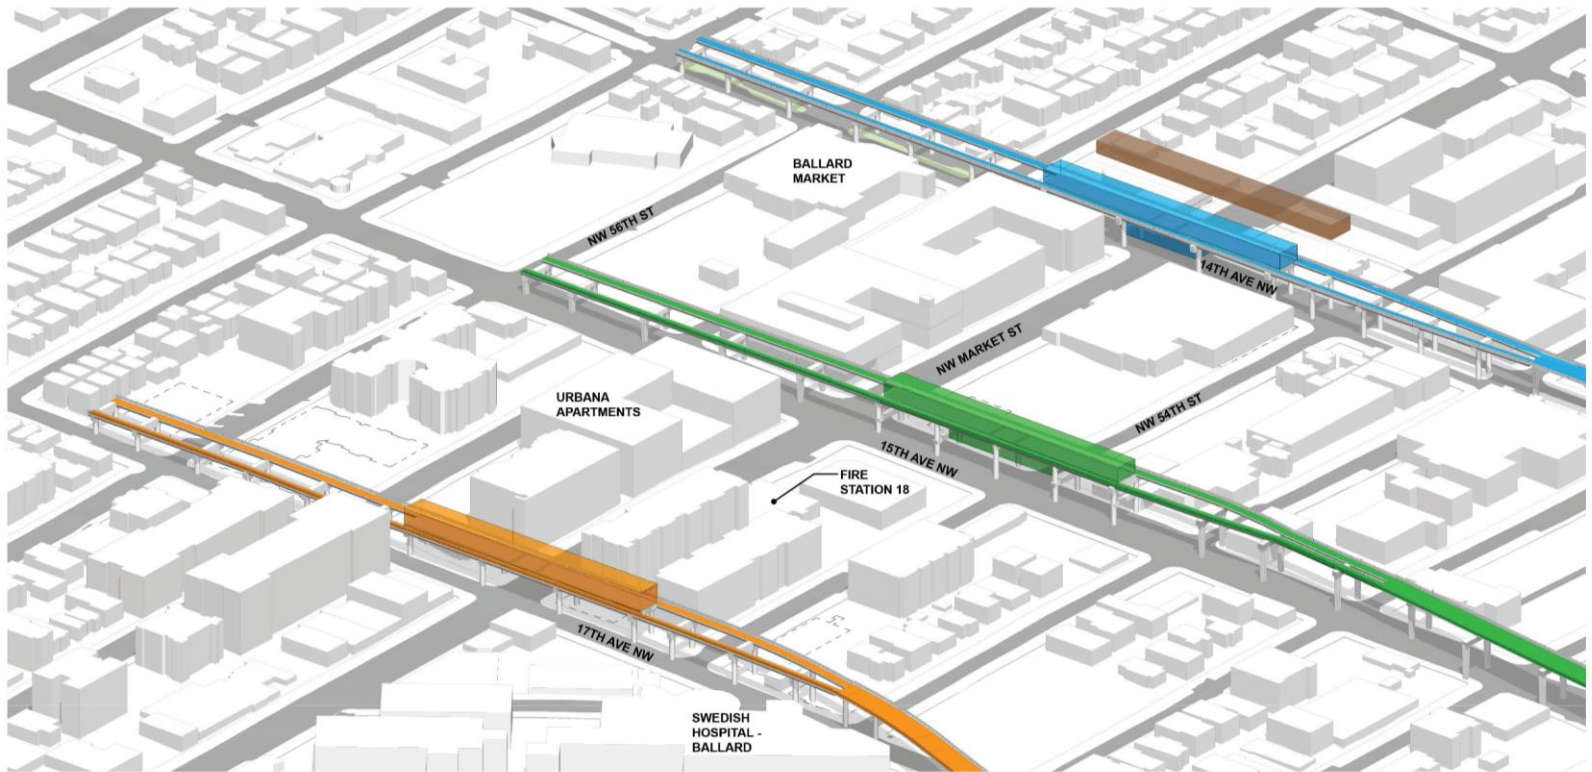 BALLARD
MARKET
NW 56TH ST
14TH AVE NW
NW MARKET ST
URBANA
APARTMENTS
NW 54TH ST
15TH AVE NW
FIRE
STATION 18
17TH AVE NW
SWEDISH
HOSPITAL -
BALLARD